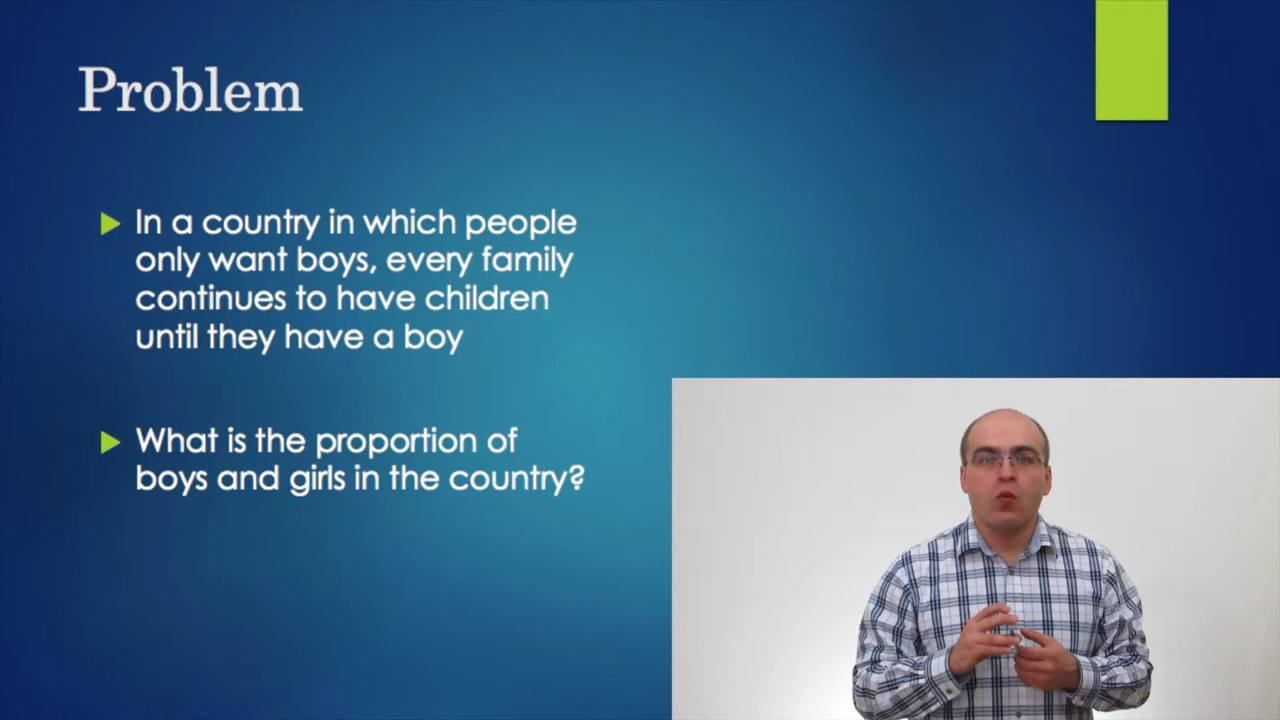 Problem
In a country in which people
only want boys, every family
continues to have children
until they have a boy
What is the proportion of
boys and girls in the country?